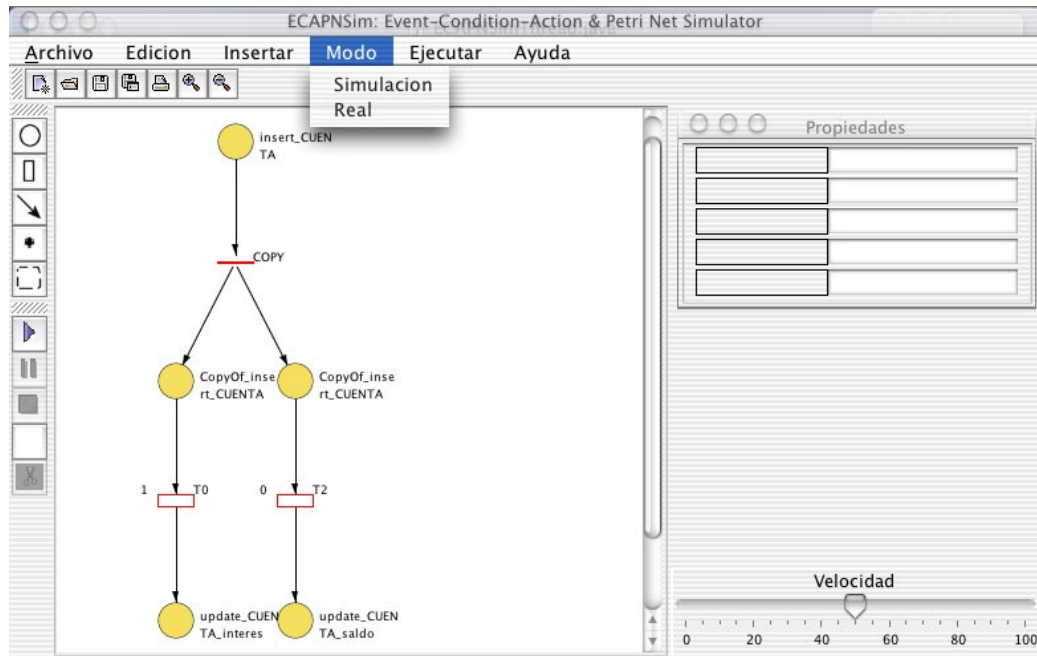 ECAPNSim: Event-Condition-Action & Petri Net Simulator
Archivo Edicion Insertar Modo Ejecutar Ayuda
Simulacion
Real
Propiedades
insert_CUEN
TA
COPY
CopyOf_inse
rt_CUENTA
CopyOf_inse
rt_CUENTA
1 T0
0 T2
update_CUEN
TA_interes
update_CUEN
TA_saldo
Velocidad
0 20 40 60 80 100